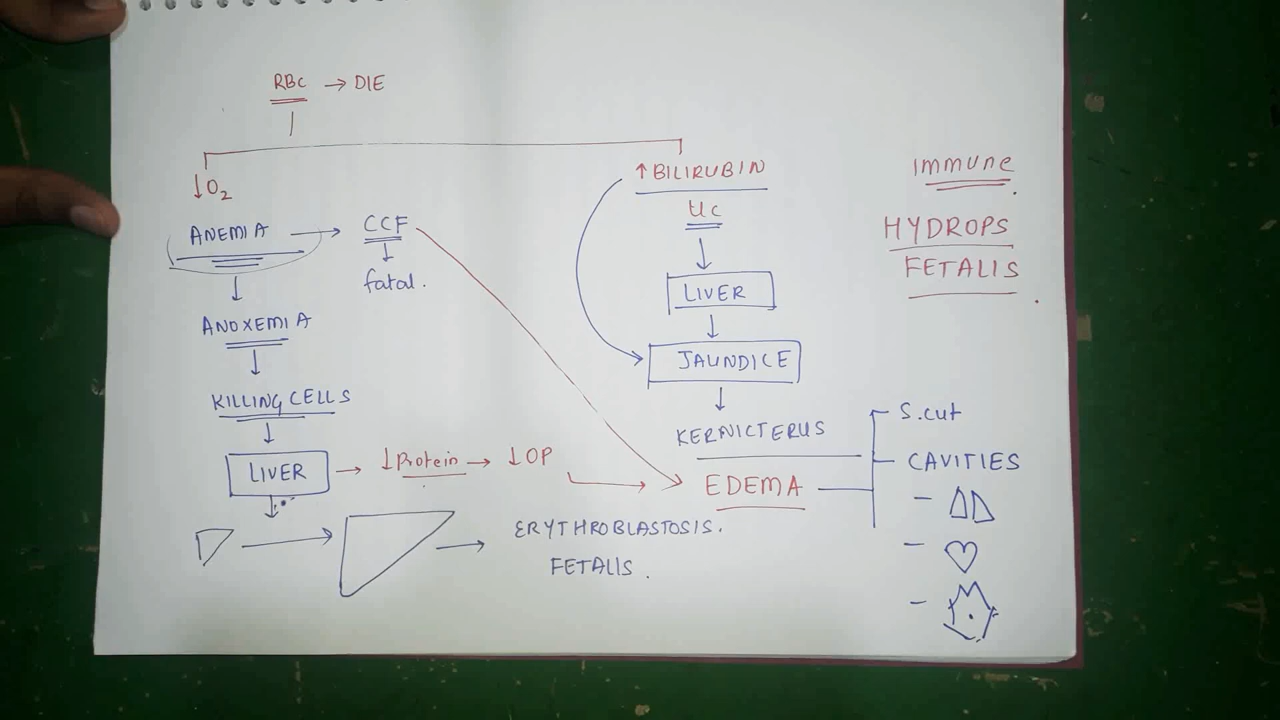 RBC → DIE
↓O₂
ANEMIA → CCF
↓
fatal.
↓
ANOXEMIA
↓
KILLING CELLS
↓
LIVER → ↓Protein → ↓OP
↓
→
→ ERYTHROBLASTOSIS.
FETALIS.
↑BILIRUBIN
UC
↓
LIVER
↓
JAUNDICE
↓
KERNICTERUS
EDEMA
S.cut
CAVITIES
-
-
-
Immune.
HYDROPS
FETALIS.